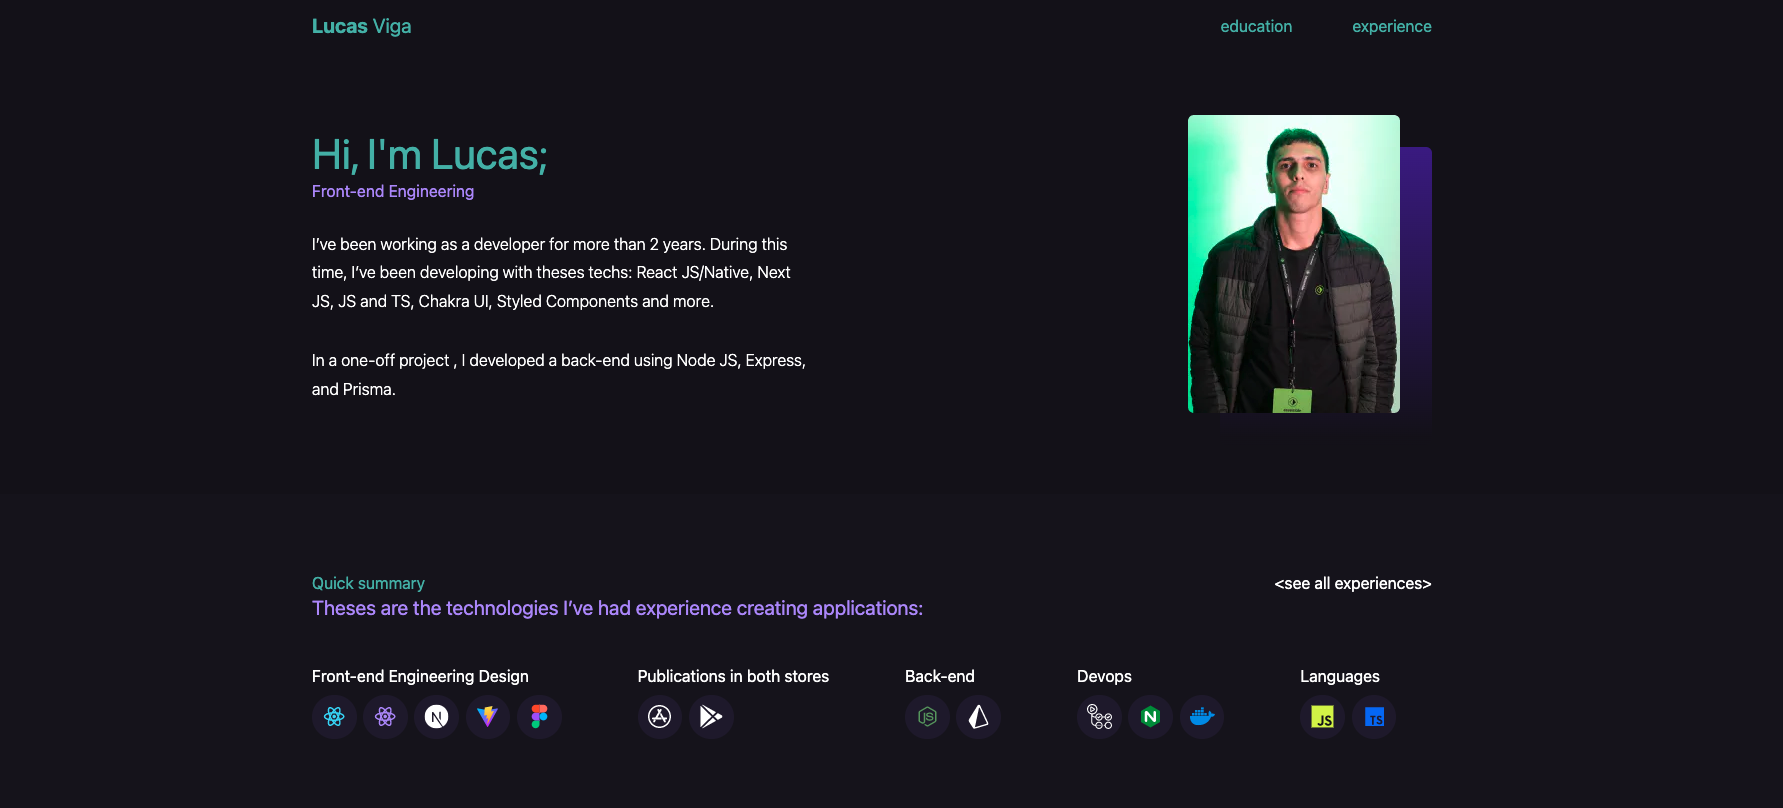 Lucas Viga
education
experience
Hi, I'm Lucas;
Front-end Engineering
I’ve been working as a developer for more than 2 years. During this
time, I’ve been developing with theses techs: React JS/Native, Next
JS, JS and TS, Chakra UI, Styled Components and more.
In a one-off project , I developed a back-end using Node JS, Express,
and Prisma.
Quick summary
<see all experiences>
Theses are the technologies I’ve had experience creating applications:
Front-end Engineering Design
Publications in both stores
Back-end
Devops
Languages
N
JS
N
JS
TS